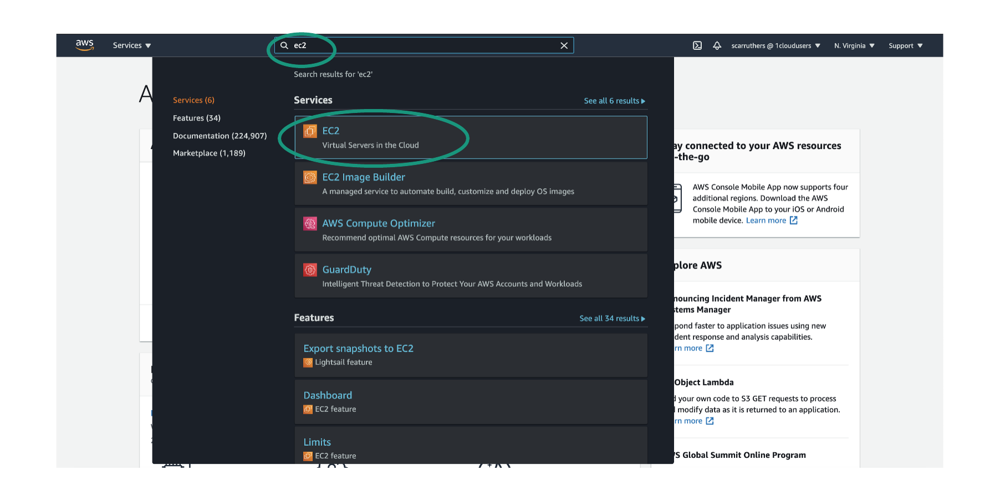 aws
Services
ec2
scarruthers @ 1cloudusers
N. Virginia
Support
Search results for 'ec2'
Services (6)
Features (34)
Documentation (224,907)
Marketplace (1,189)
Services
See all 6 results
EC2
Virtual Servers in the Cloud
EC2 Image Builder
A managed service to automate build, customize and deploy OS images
AWS Compute Optimizer
Recommend optimal AWS Compute resources for your workloads
GuardDuty
Intelligent Threat Detection to Protect Your AWS Accounts and Workloads
Features
See all 34 results
Export snapshots to EC2
Lightsail feature
Dashboard
EC2 feature
Limits
EC2 feature
A
ay connected to your AWS resources
-the-go
AWS Console Mobile App now supports four
additional regions. Download the AWS
Console Mobile App to your iOS or Android
mobile device. Learn more
plore AWS
nouncing Incident Manager from AWS
tems Manager
pond faster to application issues using new
dent response and analysis capabilities.
rn more
Object Lambda
your own code to S3 GET requests to process
modify data as it is returned to an application.
rn more
S Global Summit Online Program